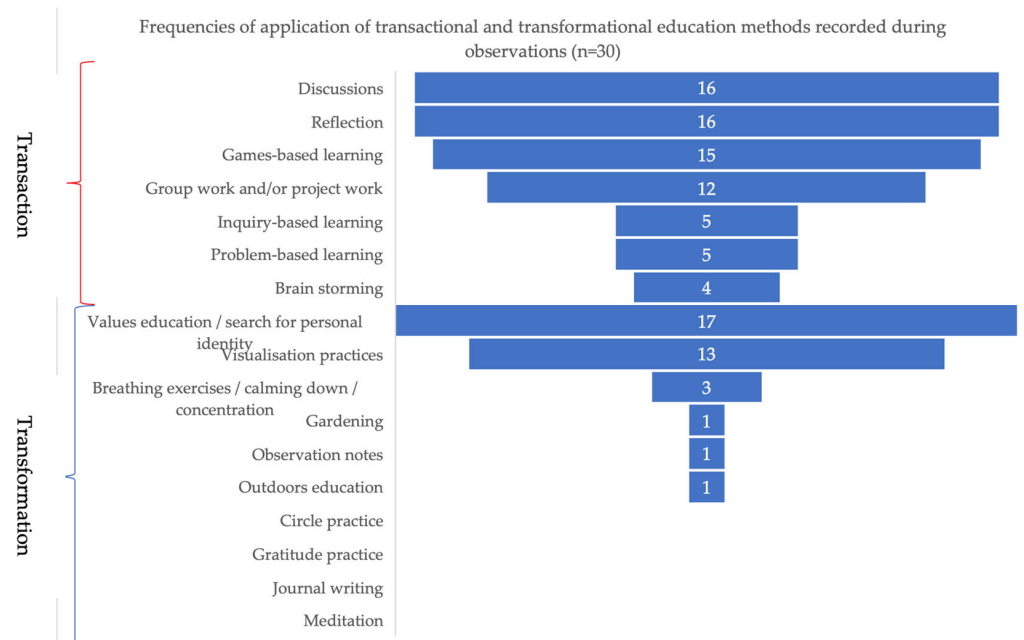 Frequencies of application of transactional and transformational education methods recorded during
observations (n=30)
Transaction
Discussions
16
Reflection
16
Games-based learning
15
Group work and/or project work
12
Inquiry-based learning
5
Problem-based learning
5
Brain storming
4
Transformation
Values education / search for personal
identity
17
Visualisation practices
13
Breathing exercises / calming down /
concentration
3
Gardening
1
Observation notes
1
Outdoors education
1
Circle practice
Gratitude practice
Journal writing
Meditation